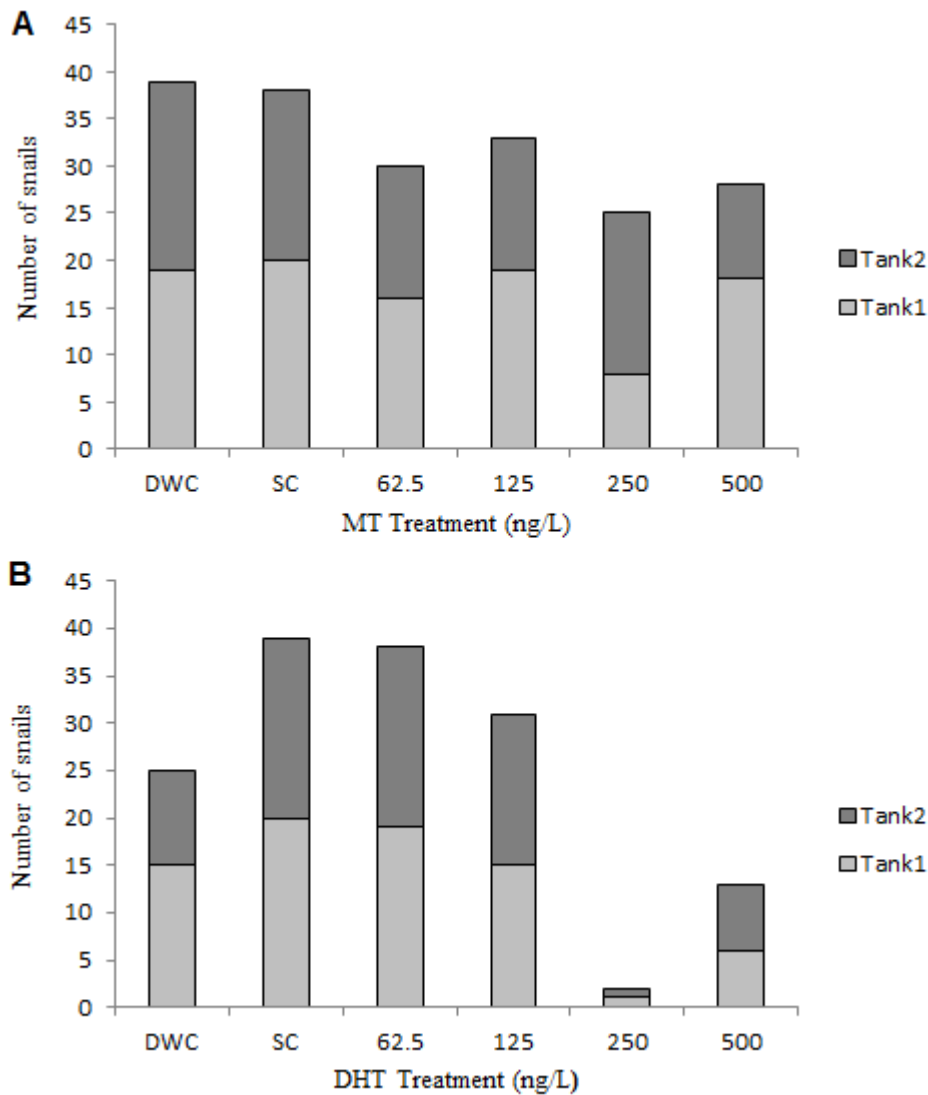 A
Number of snails
45
40
35
30
25
20
15
10
5
0
DWC SC 62.5 125 250 500
MT Treatment (ng/L)
Tank2
Tank1
B
Number of snails
45
40
35
30
25
20
15
10
5
0
DWC SC 62.5 125 250 500
DHT Treatment (ng/L)
Tank2
Tank1